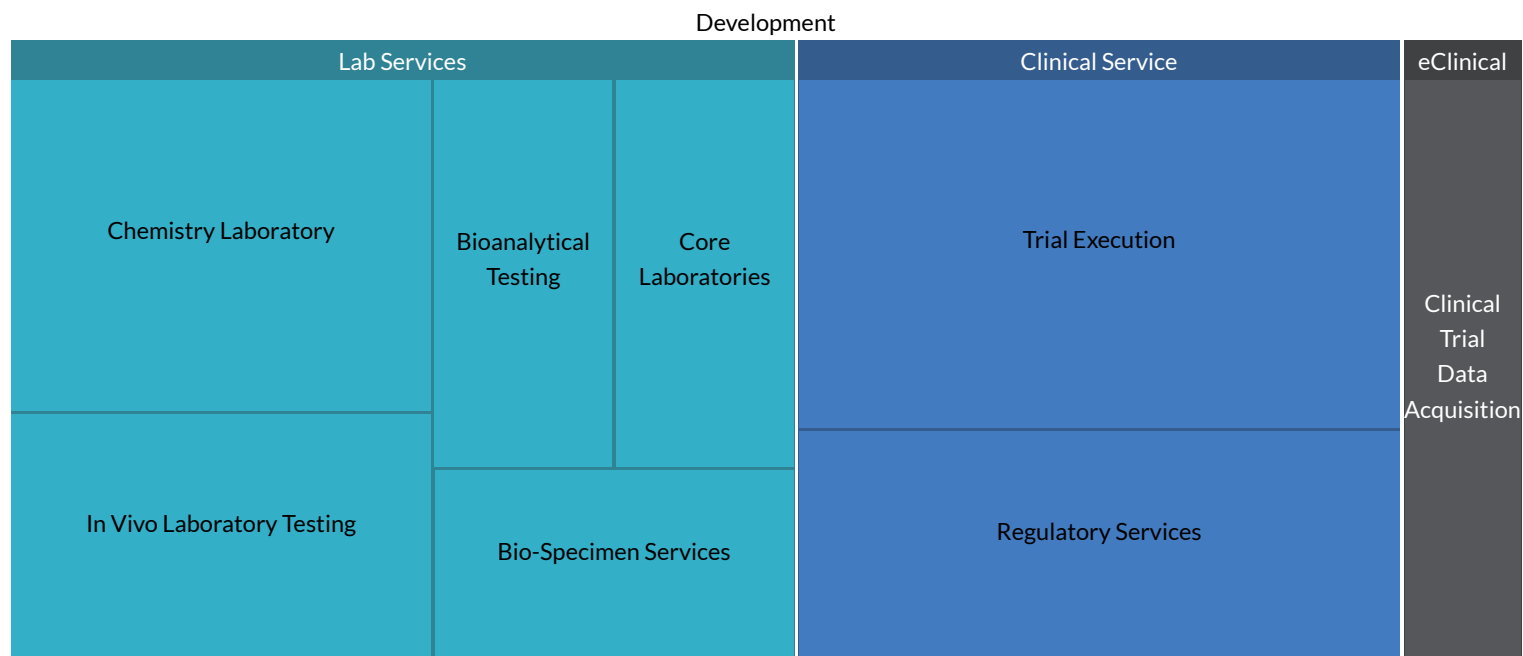 Development
Lab Services
Clinical Service
eClinical
Chemistry Laboratory
Bioanalytical
Testing
Core
Laboratories
In Vivo Laboratory Testing
Bio-Specimen Services
Trial Execution
Regulatory Services
Clinical
Trial
Data
Acquisition